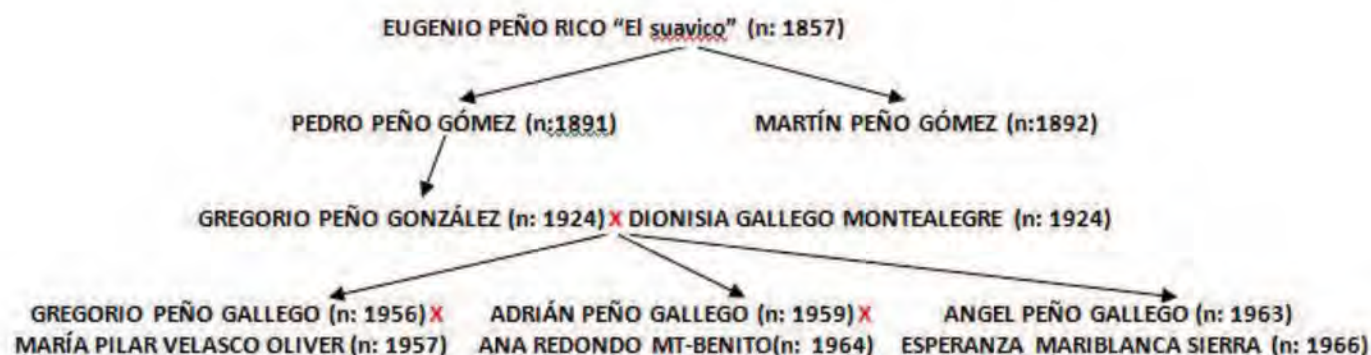 EUGENIO PEÑO RICO “El suavico” (n: 1857)
PEDRO PEÑO GÓMEZ (n:1891) MARTÍN PEÑO GÓMEZ (n:1892)
GREGORIO PEÑO GONZÁLEZ (n: 1924) X DIONISIA GALLEGO MONTEALEGRE (n: 1924)
GREGORIO PEÑO GALLEGO (n: 1956) X ADRIÁN PEÑO GALLEGO (n: 1959) X ANGEL PEÑO GALLEGO (n: 1963)
MARÍA PILAR VELASCO OLIVER (n: 1957) ANA REDONDO MT-BENITO(n: 1964) ESPERANZA MARIBLANCA SIERRA (n: 1966)